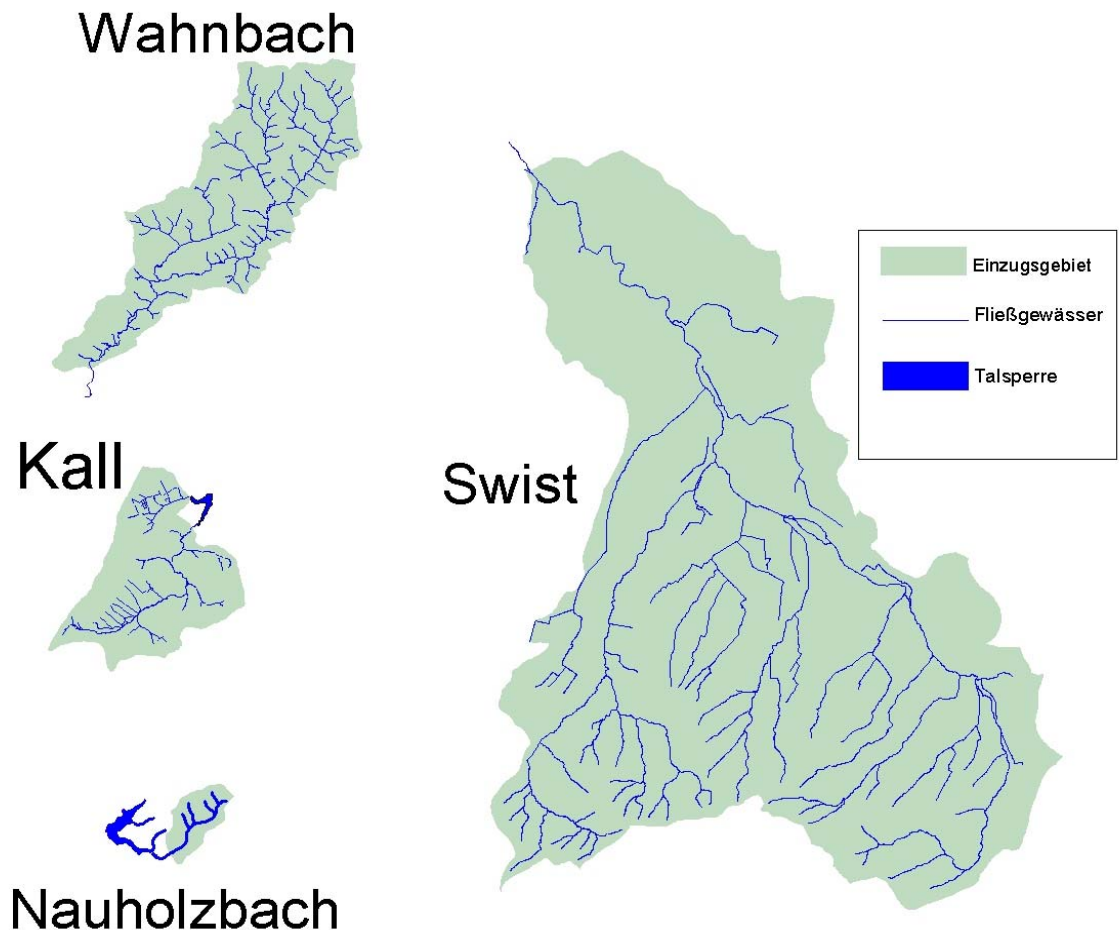 Wahnbach
Kall
Swist
Nauholzbach
Einzugsgebiet
Fließgewässer
Talsperre